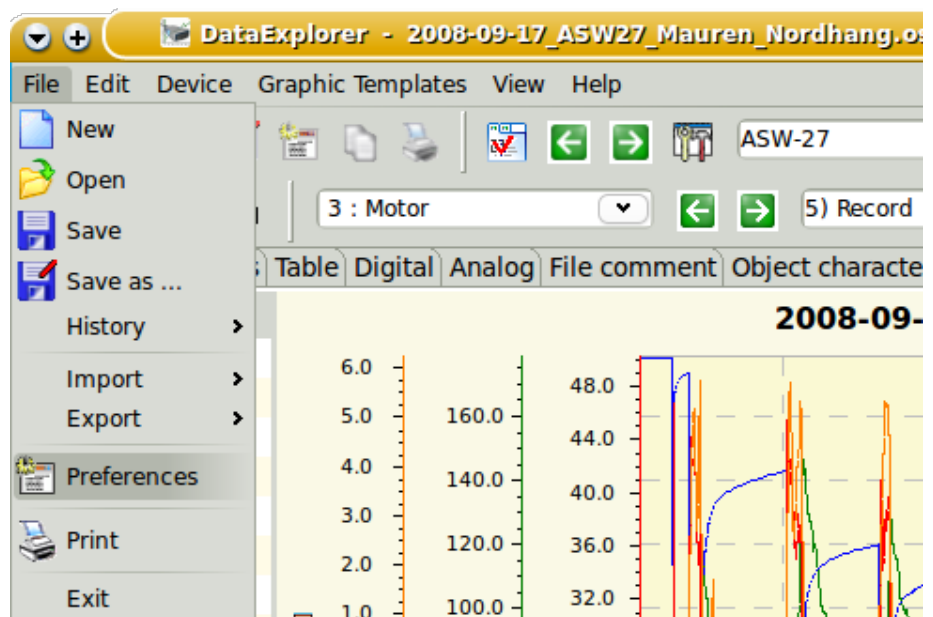 DataExplorer - 2008-09-17_ASW27_Mauren_Nordhang.os
File Edit Device Graphic Templates View Help
New
Open
Save
Save as ...
History
Import
Export
Preferences
Print
Exit
ASW-27
3 : Motor
5) Record
Table Digital Analog File comment Object characte
2008-09-
6.0
5.0
4.0
3.0
2.0
1.0
160.0
140.0
120.0
100.0
48.0
44.0
40.0
36.0
32.0